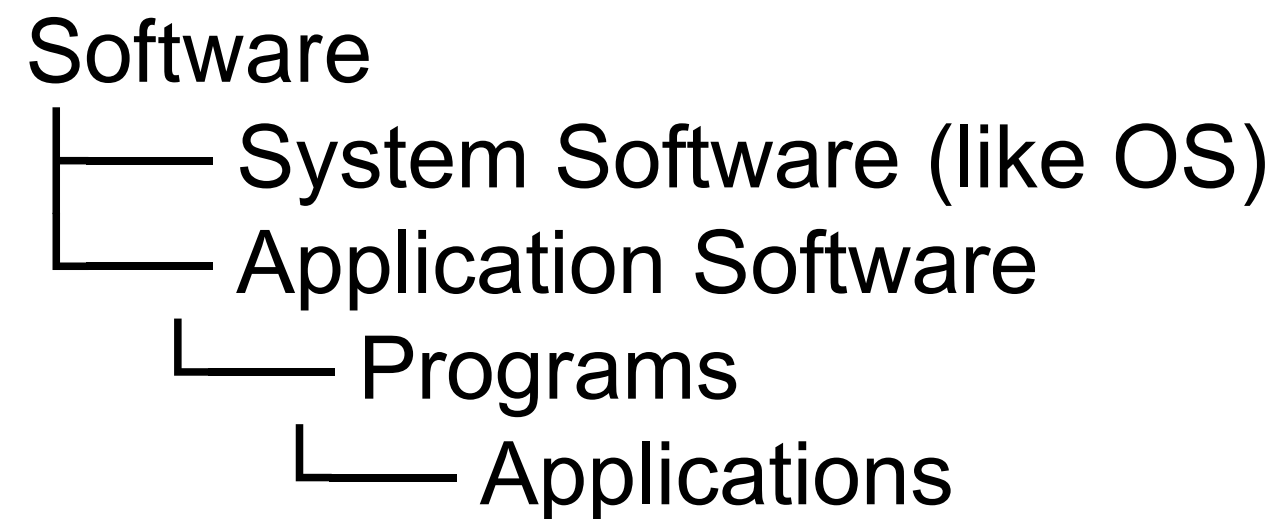 Software
System Software (like OS)
Application Software
Programs
Applications